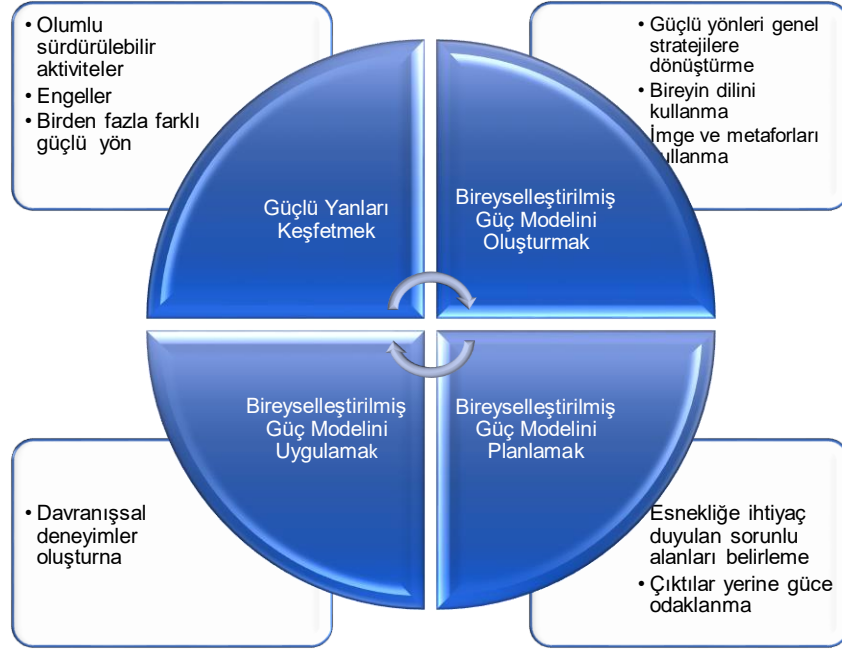 • Olumlu
sürdürülebilir
aktiviteler
• Engeller
• Birden fazla farklı
güçlü yön
• Güçlü yönleri genel
stratejilere
dönüştürme
• Bireyin dilini
kullanma
İmge ve metaforları
kullanma
Güçlü Yanları
Keşfetmek
Bireyselleştirilmiş
Güç Modelini
Oluşturmak
Bireyselleştirilmiş
Güç Modelini
Uygulamak
Bireyselleştirilmiş
Güç Modelini
Planlamak
• Davranışsal
deneyimler
oluşturna
Esnekliğe ihtiyaç
duyulan sorunlu
alanları belirleme
• Çıktılar yerine güce
odaklanma